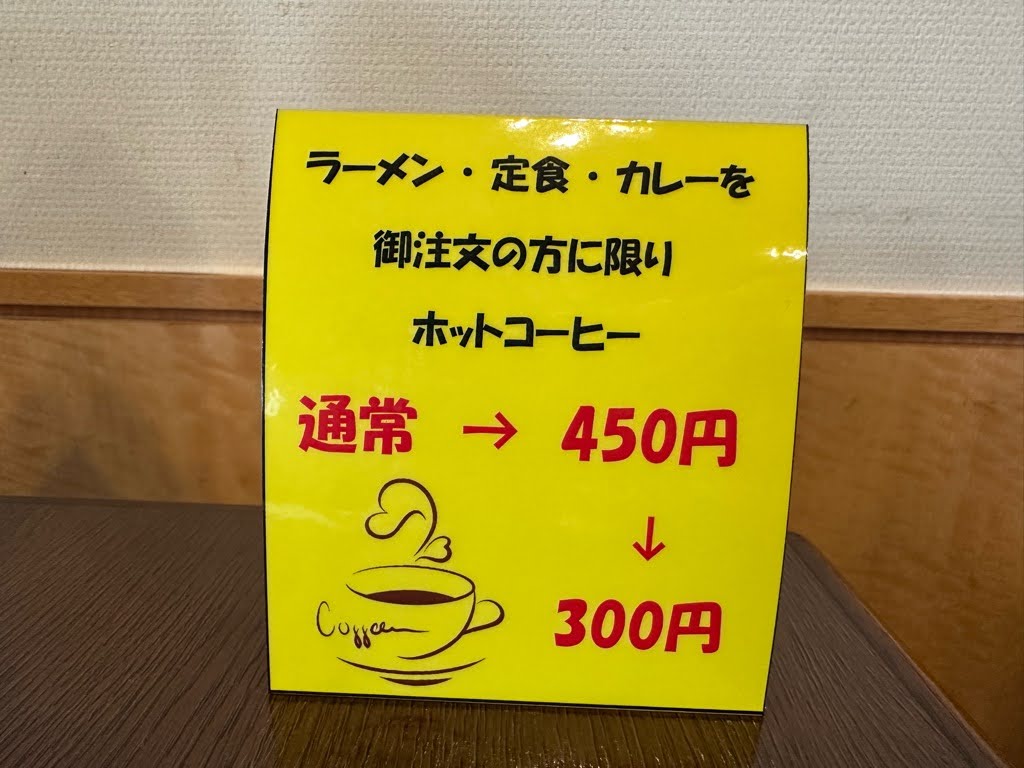 ラーメン・定食・カレーを
御注文の方に限り
ホットコーヒー
通常 → 450円
↓
300円
Coffee